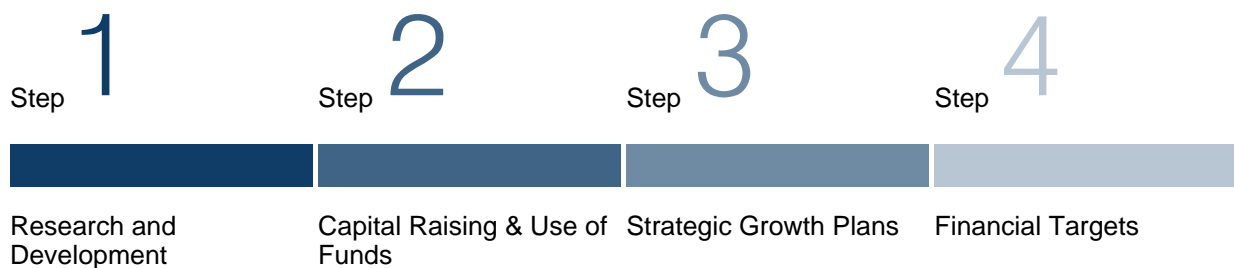 Step 1
Step 2
Step 3
Step 4
Research and
Development
Capital Raising & Use of
Funds
Strategic Growth Plans
Financial Targets